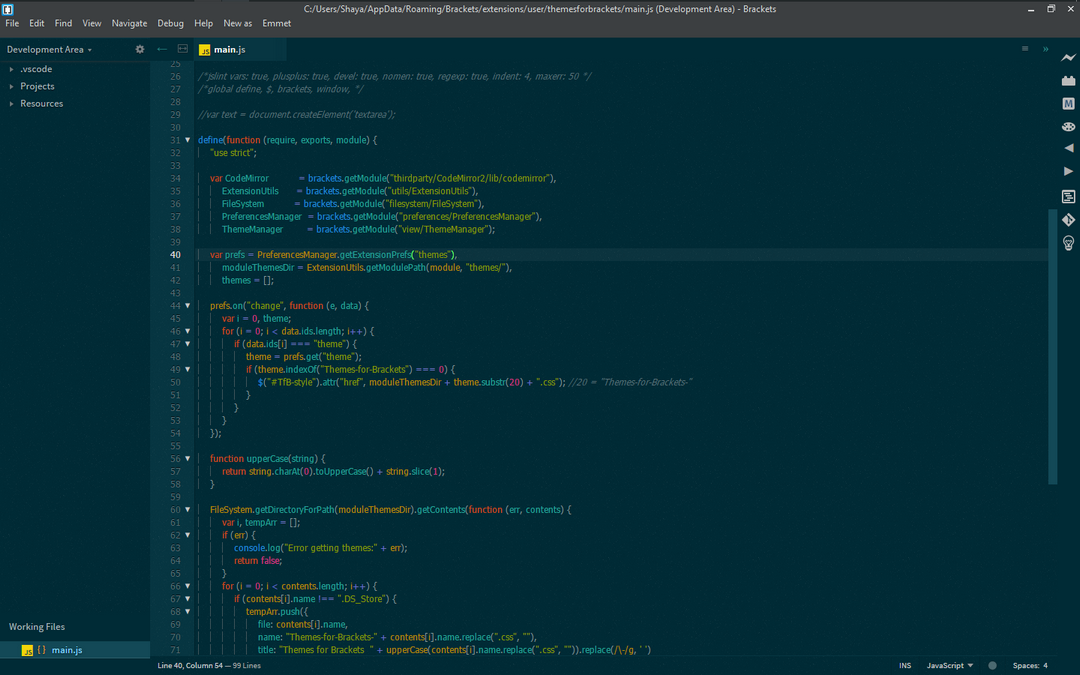 C:/Users/Shaya/AppData/Roaming/Brackets/extensions/user/themesforbrackets/main.js (Development Area) - Brackets
File Edit Find View Navigate Debug Help New as Emmet
Development Area
main.js
.vscode
Projects
Resources
25
26 /*jslint vars: true, plusplus: true, devel: true, nomen: true, regexp: true, indent: 4, maxerr: 50 */
27 /*global define, $, brackets, window, */
28
29 //var text = document.createElement('textarea');
30
31 define(function (require, exports, module) {
32 "use strict";
33
34 var CodeMirror = brackets.getModule("thirdparty/CodeMirror2/lib/codemirror"),
35 ExtensionUtils = brackets.getModule("utils/ExtensionUtils"),
36 FileSystem = brackets.getModule("filesystem/FileSystem"),
37 PreferencesManager = brackets.getModule("preferences/PreferencesManager"),
38 ThemeManager = brackets.getModule("view/ThemeManager");
39
40 var prefs = PreferencesManager.getExtensionPrefs("themes"),
41 moduleThemesDir = ExtensionUtils.getModulePath(module, "themes/"),
42 themes = [];
43
44 prefs.on("change", function (e, data) {
45 var i = 0, theme;
46 for (i = 0; i < data.ids.length; i++) {
47 if (data.ids[i] === "theme") {
48 theme = prefs.get("theme");
49 if (theme.indexOf("Themes-for-Brackets") === 0) {
50 $("#TfB-style").attr("href", moduleThemesDir + theme.substr(20) + ".css"); //20 = "Themes-for-Brackets-"
51 }
52 }
53 }
54 });
55
56 function upperCase(string) {
57 return string.charAt(0).toUpperCase() + string.slice(1);
58 }
59
60 FileSystem.getDirectoryForPath(moduleThemesDir).getContents(function (err, contents) {
61 var i, tempArr = [];
62 if (err) {
63 console.log("Error getting themes:" + err);
64 return false;
65 }
66 for (i = 0; i < contents.length; i++) {
67 if (contents[i].name !== ".DS_Store") {
68 tempArr.push({
69 file: contents[i].name,
70 name: "Themes-for-Brackets-" + contents[i].name.replace(".css", ""),
71 title: "Themes for Brackets  " + upperCase(contents[i].name.replace(".css", "")).replace(/\-/g, ' ')
Working Files
JS {} main.js
Line 40, Column 54 — 99 Lines
INS JavaScript Spaces: 4